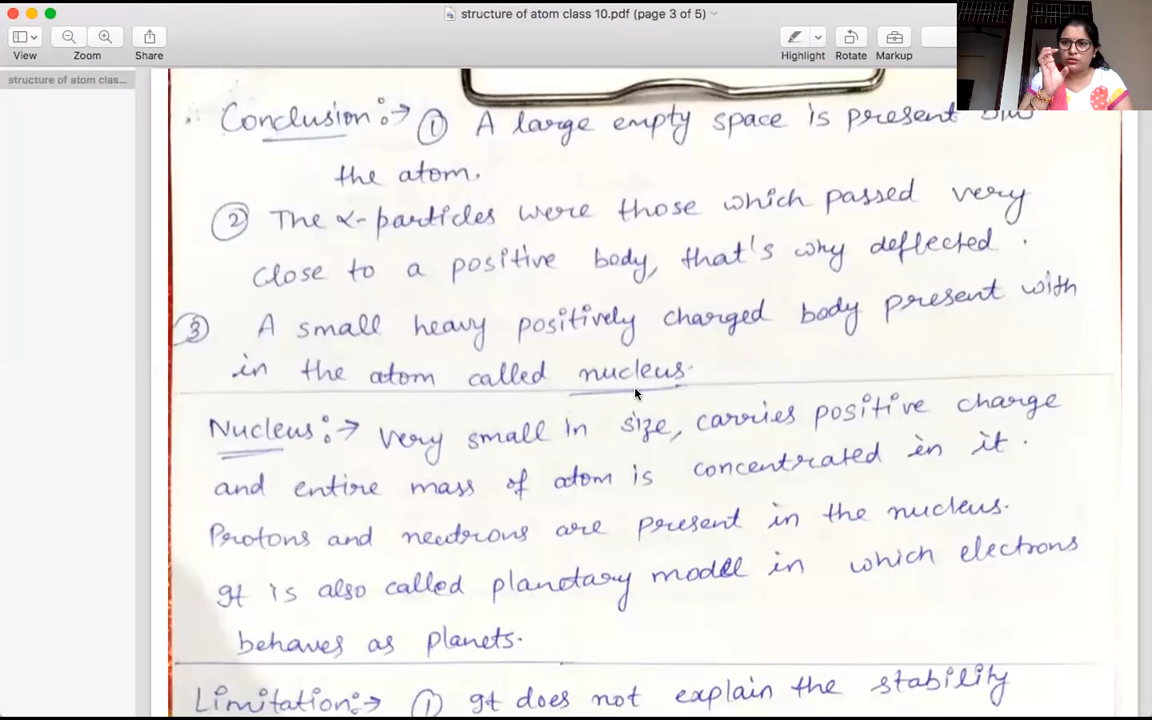 structure of atom class 10.pdf (page 3 of 5)
View
Zoom
Share
Highlight
Rotate
Markup
structure of atom clas...
Conclusion :→ ① A large empty space is present
the atom.
② The α-particles were those which passed very
close to a positive body, that's why deflected.
③ A small heavy positively charged body present with
in the atom called nucleus.
Nucleus :→ Very small in size, carries positive charge
and entire mass of atom is concentrated in it.
Protons and neutrons are present in the nucleus.
It is also called planetary model in which electrons
behaves as planets.
Limitation :→ ① It does not explain the stability